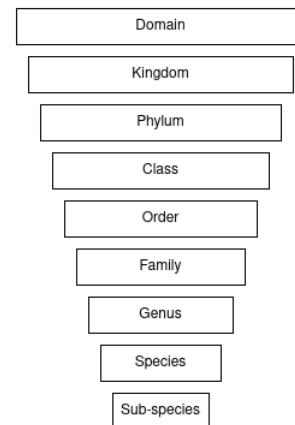 Domain
Kingdom
Phylum
Class
Order
Family
Genus
Species
Sub-species